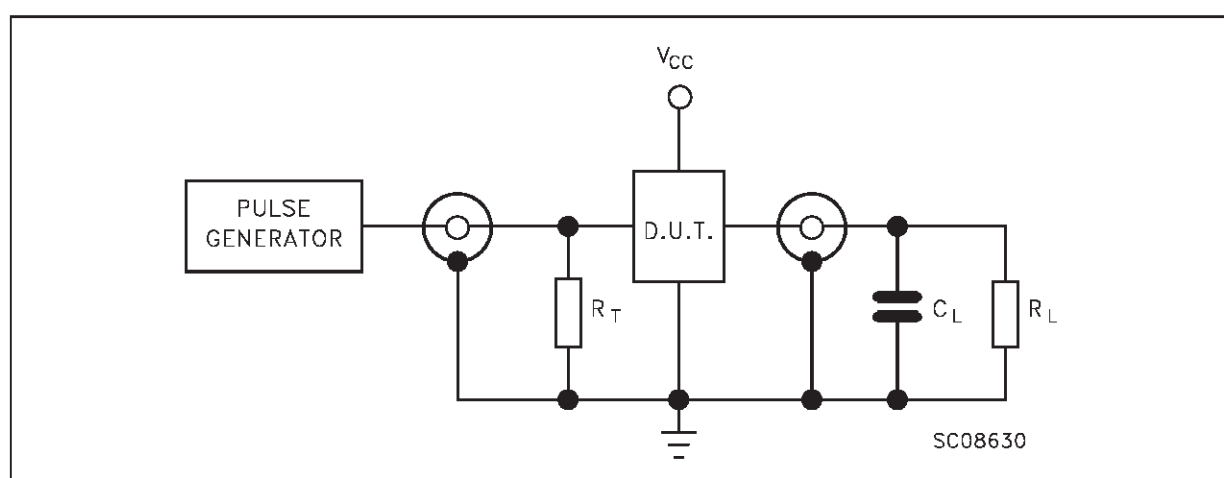 VCC
PULSE
GENERATOR
D.U.T.
RT
CL
RL
SC08630